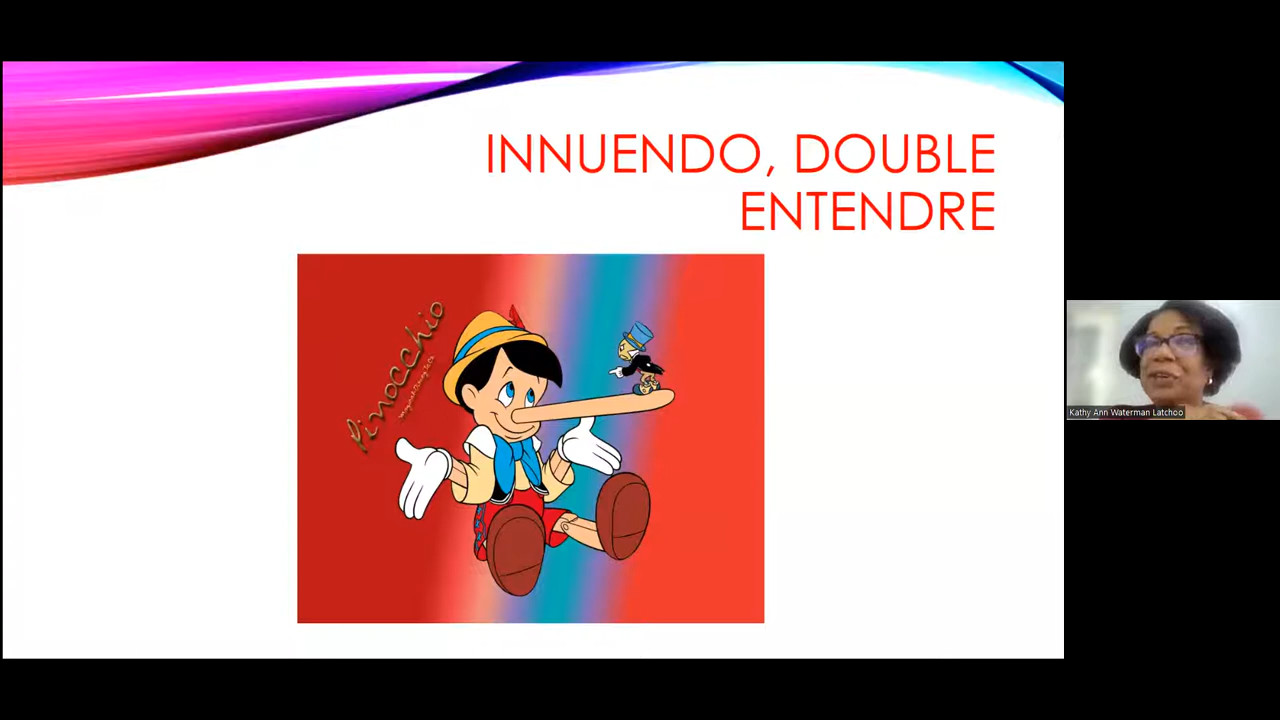 INNUENDO, DOUBLE
ENTENDRE
Pinocchio
Kathy Ann Waterman Latchoo